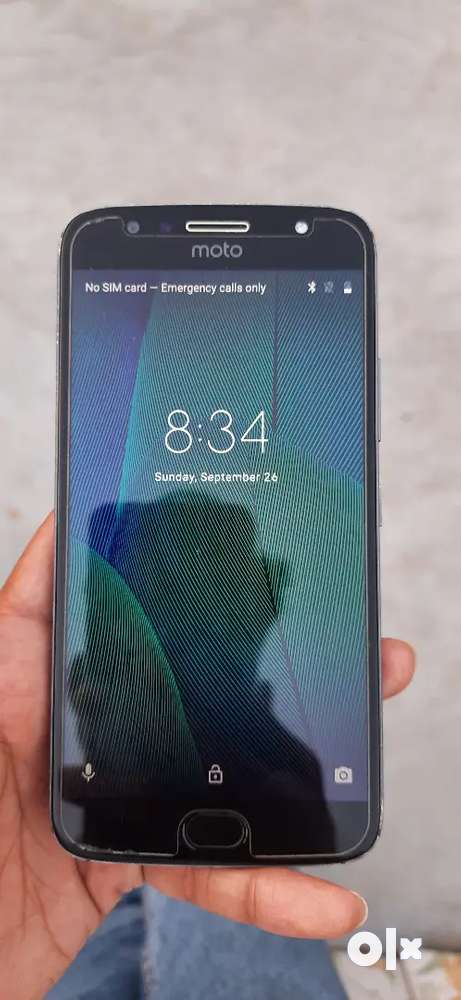 moto
No SIM card — Emergency calls only
8:34
Sunday, September 26
olx